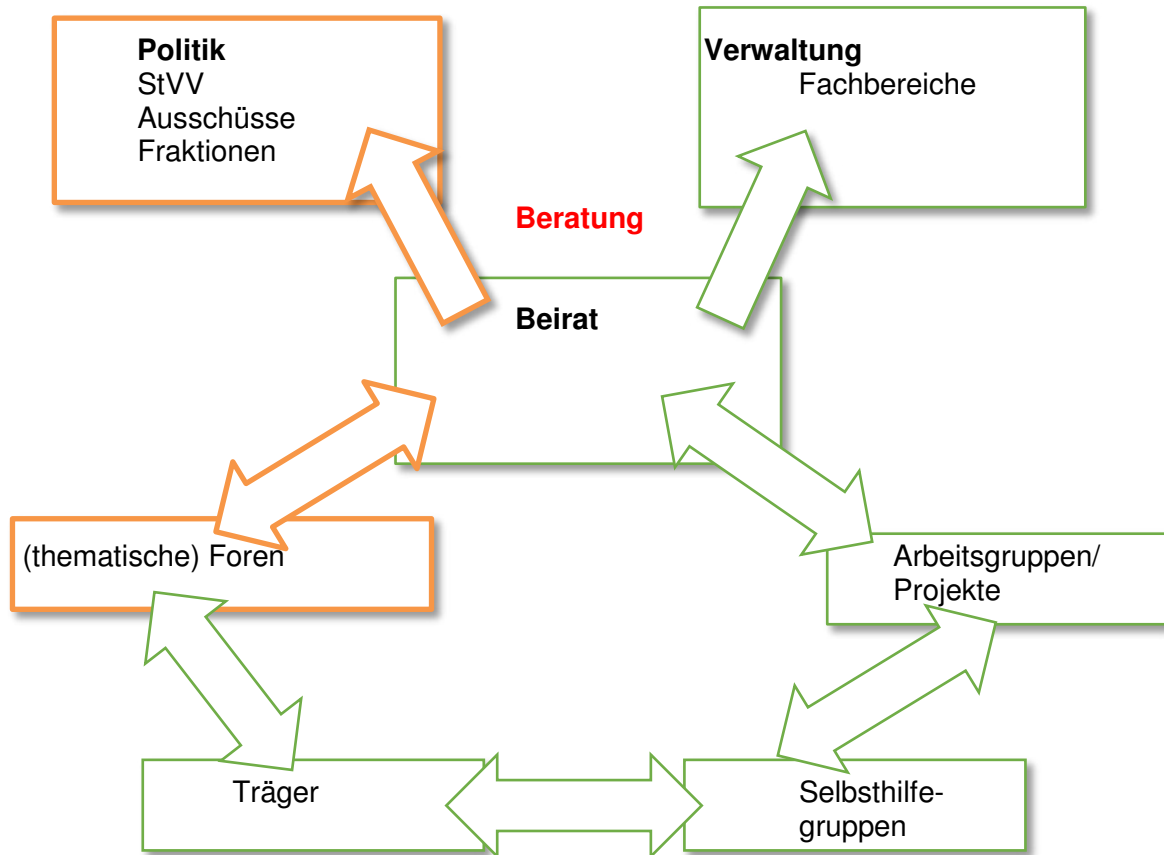 Politik
StVV
Ausschüsse
Fraktionen
Verwaltung
Fachbereiche
Beratung
Beirat
(thematische) Foren
Arbeitsgruppen/
Projekte
Träger
Selbsthilfe-
gruppen